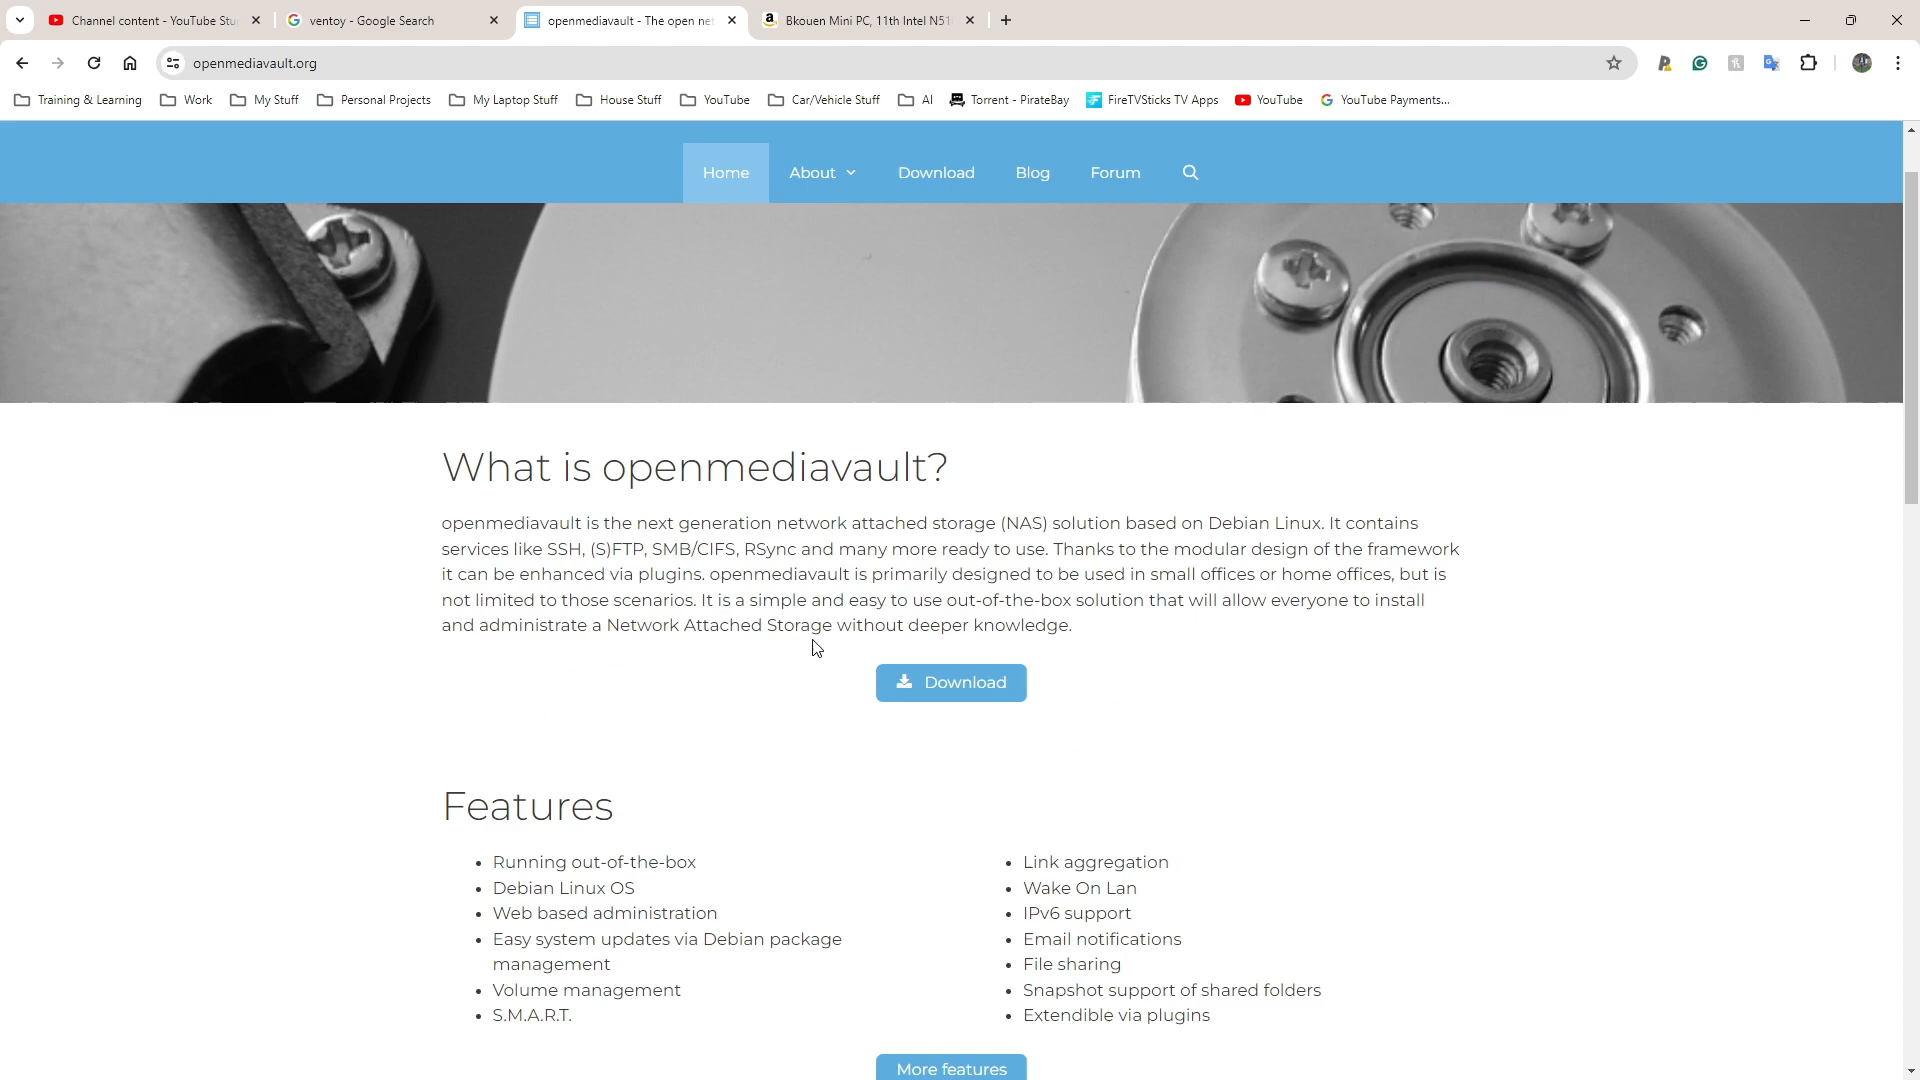 Channel content - YouTube Stu
ventoy - Google Search
openmediavault - The open net
Bkouen Mini PC, 11th Intel N51
openmediavault.org
Training & Learning
Work
My Stuff
Personal Projects
My Laptop Stuff
House Stuff
YouTube
Car/Vehicle Stuff
AI
Torrent - PirateBay
FireTVSticks TV Apps
YouTube
YouTube Payments...
Home
About
Download
Blog
Forum
What is openmediavault?
openmediavault is the next generation network attached storage (NAS) solution based on Debian Linux. It contains
services like SSH, (S)FTP, SMB/CIFS, RSync and many more ready to use. Thanks to the modular design of the framework
it can be enhanced via plugins. openmediavault is primarily designed to be used in small offices or home offices, but is
not limited to those scenarios. It is a simple and easy to use out-of-the-box solution that will allow everyone to install
and administrate a Network Attached Storage without deeper knowledge.
Download
Features
Running out-of-the-box
Debian Linux OS
Web based administration
Easy system updates via Debian package
management
Volume management
S.M.A.R.T.
Link aggregation
Wake On Lan
IPv6 support
Email notifications
File sharing
Snapshot support of shared folders
Extendible via plugins
More features